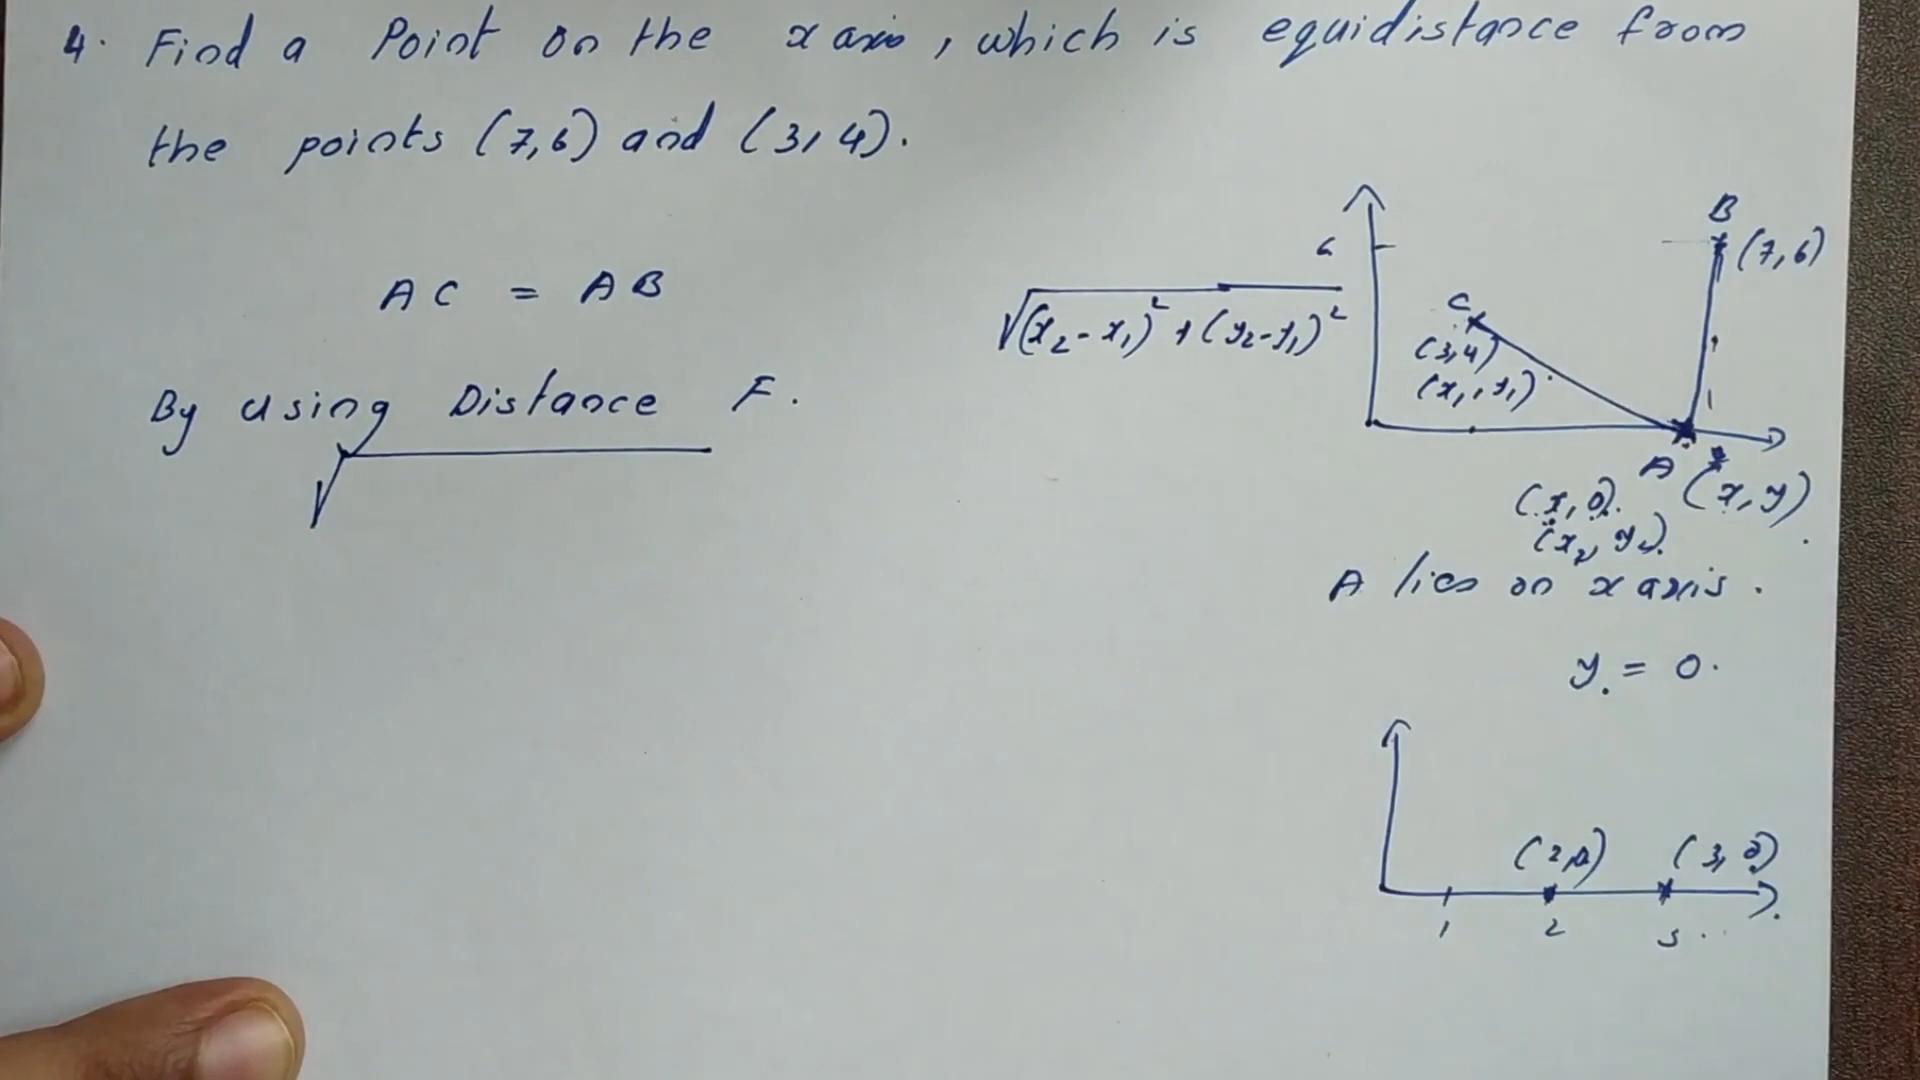 4. Find a Point on the x axis, which is equidistance from
the points (7,6) and (3,4).
AC = AB
By using Distance F.
√
√(x₂-x₁)² + (y₂-y₁)²
6
B
(7,6)
C
(3,4)
(x₁, y₁)
A
(x, y)
(x, 0).
(x₂, y₂).
A lies on x axis.
y = 0.
(2,0) (3,0)
1 2 3